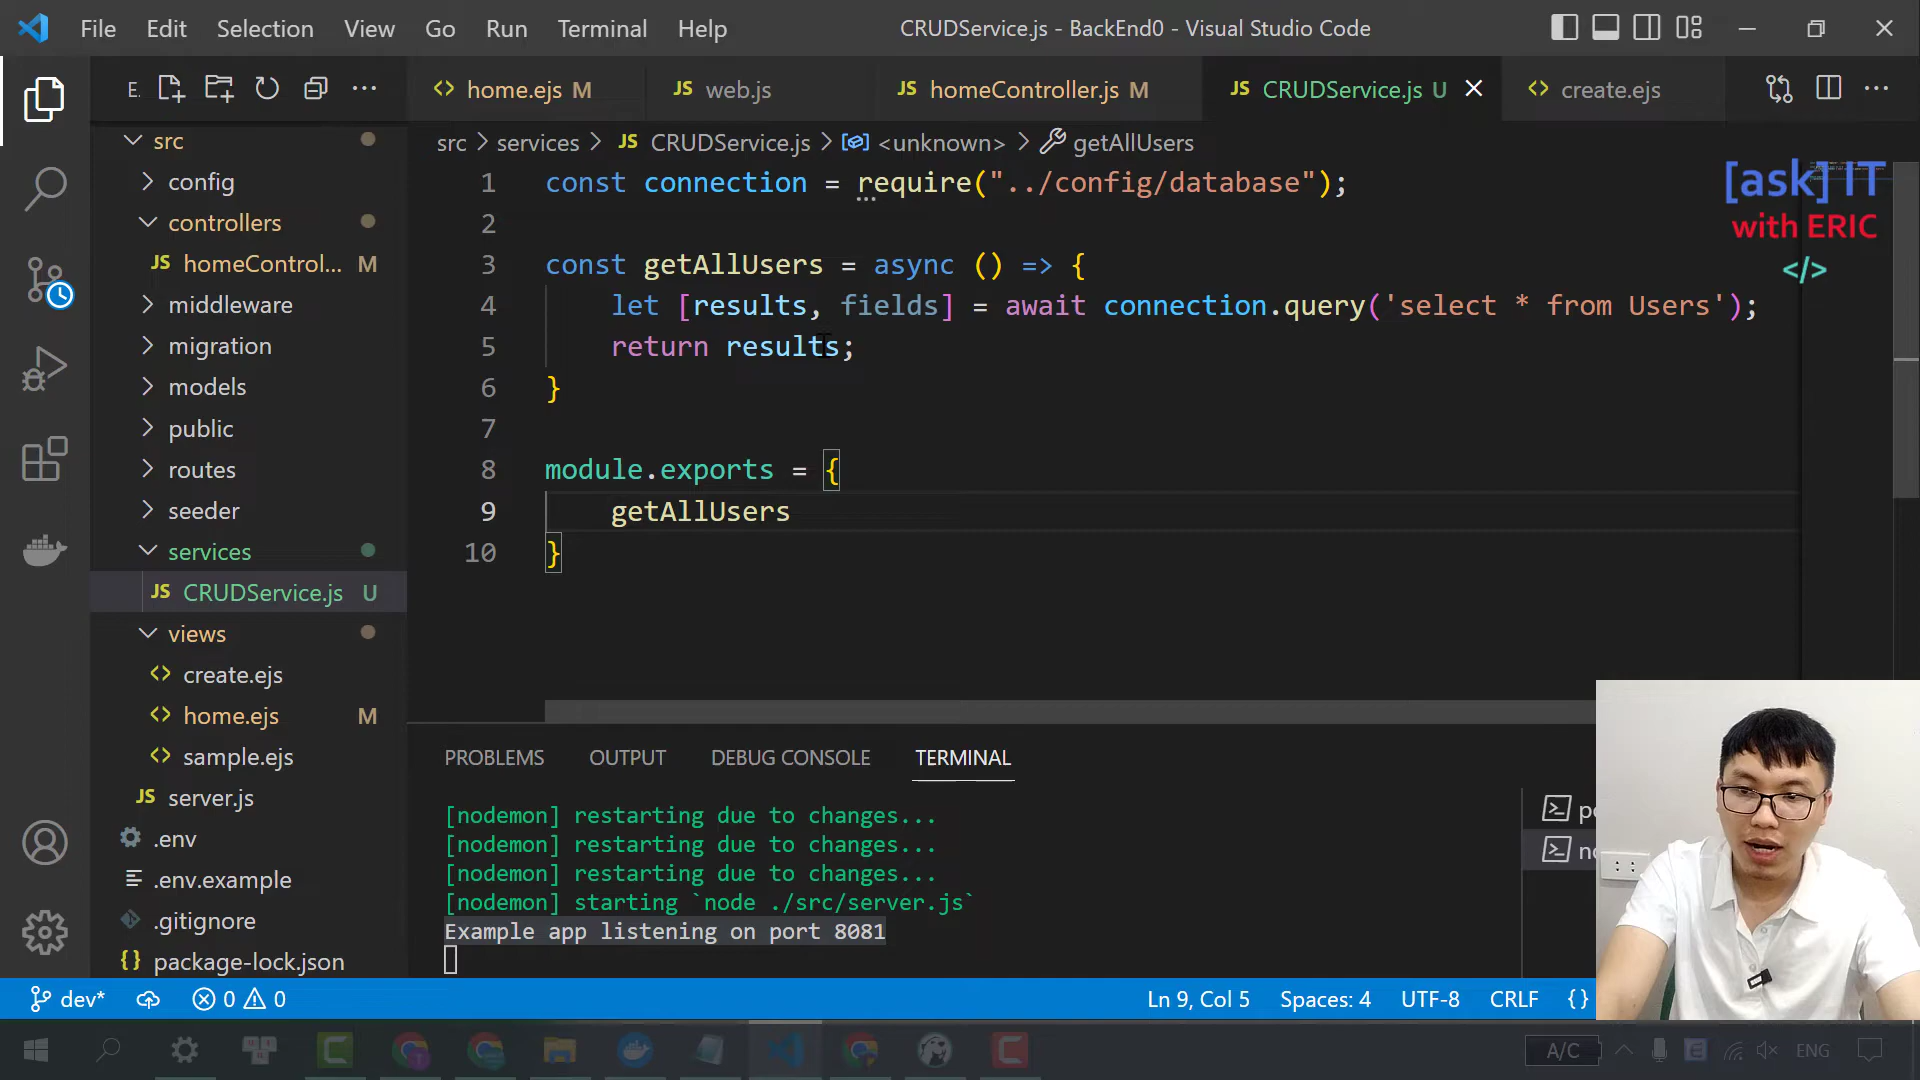 File Edit Selection View Go Run Terminal Help
CRUDService.js - BackEnd0 - Visual Studio Code
E.
home.ejs M
JS web.js
JS homeController.js M
JS CRUDService.js U
create.ejs
src
config
controllers
JS homeControl... M
middleware
migration
models
public
routes
seeder
services
JS CRUDService.js U
views
create.ejs
home.ejs M
sample.ejs
JS server.js
.env
.env.example
.gitignore
{} package-lock.json
src > services > JS CRUDService.js > <unknown> > getAllUsers
1 const connection = require("../config/database");
2
3 const getAllUsers = async () => {
4 let [results, fields] = await connection.query('select * from Users');
5 return results;
6 }
7
8 module.exports = {
9 getAllUsers
10 }
[ask] IT
with ERIC
</>
PROBLEMS OUTPUT DEBUG CONSOLE TERMINAL
[nodemon] restarting due to changes...
[nodemon] restarting due to changes...
[nodemon] restarting due to changes...
[nodemon] starting `node ./src/server.js`
Example app listening on port 8081
dev* 0 0
Ln 9, Col 5 Spaces: 4 UTF-8 CRLF {}
A/C ENG